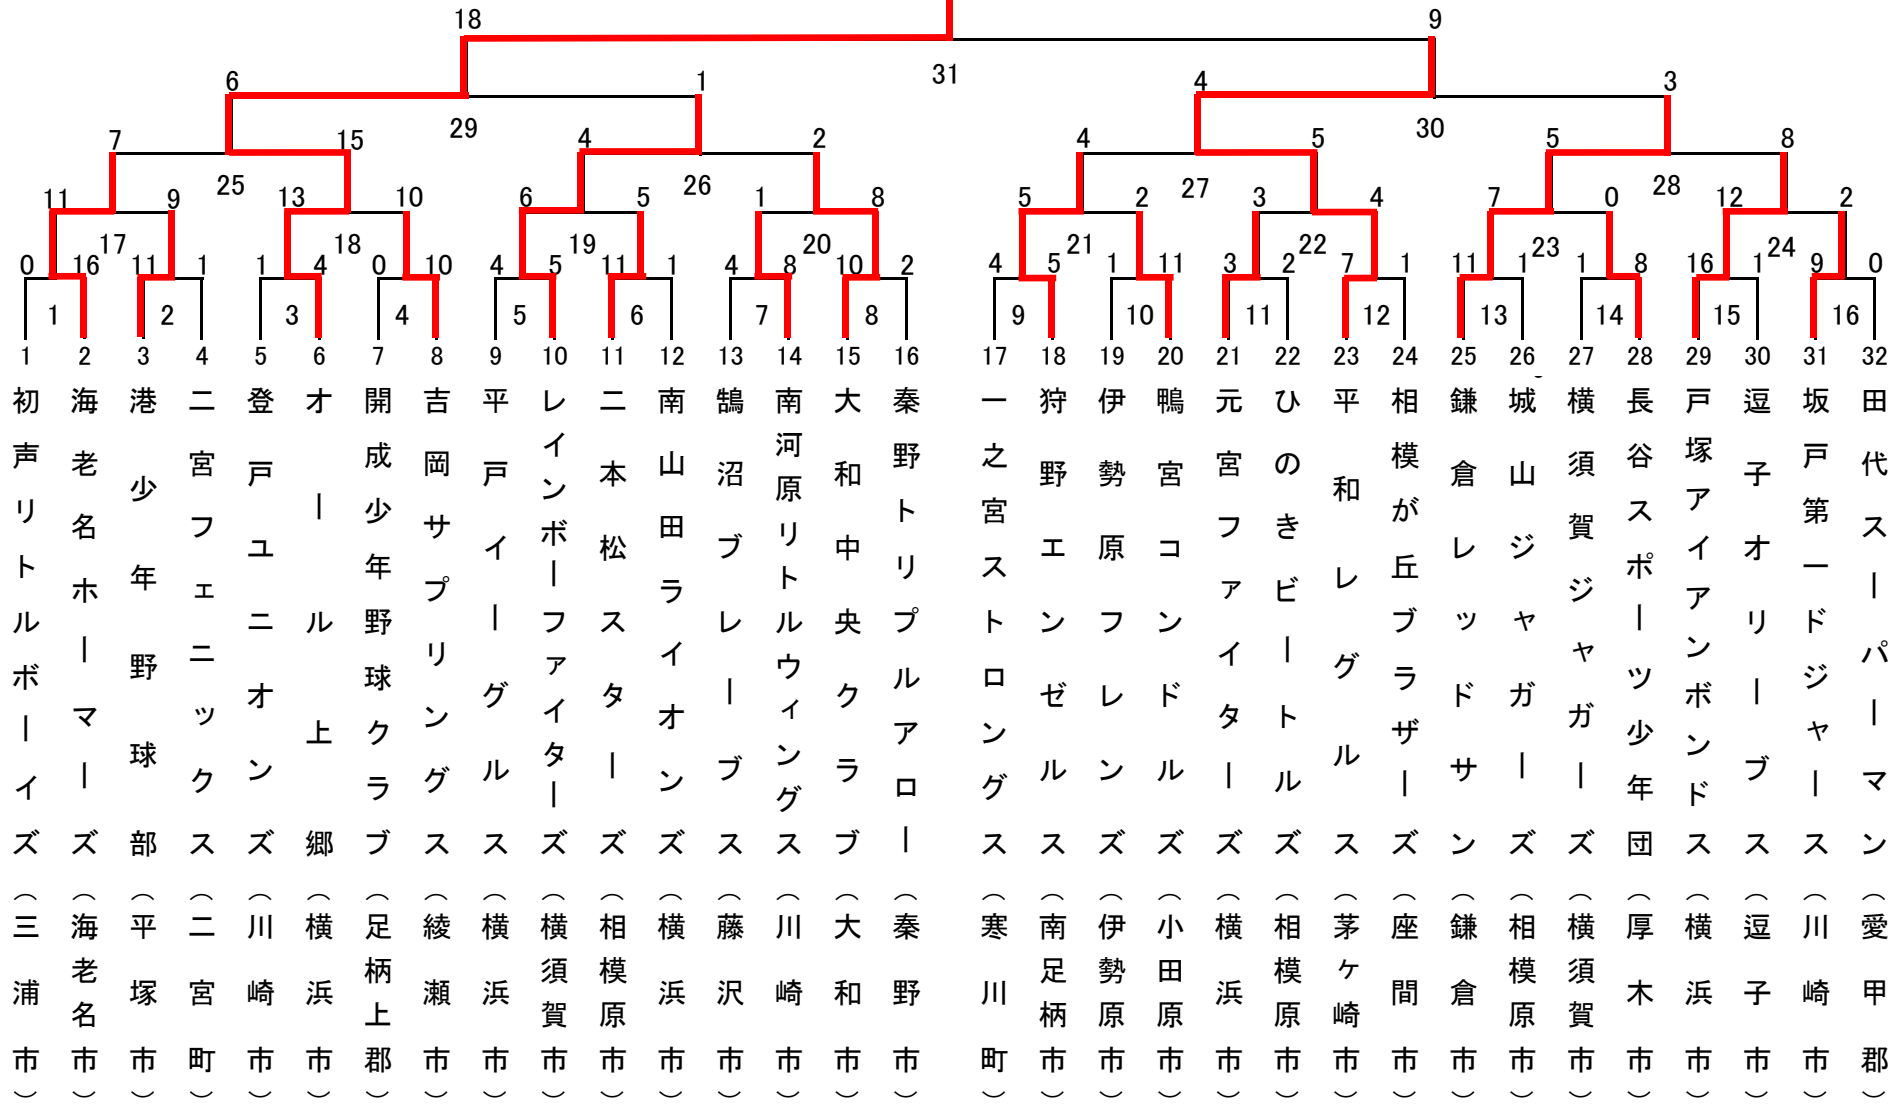 18 9
31
6 1 4 3
29 30
7 15 4 2 4 5 5 8
25 26 27 28
11 9 13 10 6 5 1 8 5 2 3 4 7 0 12 2
17 18 19 20 21 22 23 24
0 16 11 1 1 4 0 10 4 5 11 1 4 8 10 2 4 5 1 11 3 2 7 1 11 1 1 8 16 1 9 0
1 2 3 4 5 6 7 8 9 10 11 12 13 14 15 16
1 2 3 4 5 6 7 8 9 10 11 12 13 14 15 16 17 18 19 20 21 22 23 24 25 26 27 28 29 30 31 32
初声リトルボーイズ（三浦市）
海老名ホーマーズ（海老名市）
港少年野球部（平塚市）
二宮フェニックス（二宮町）
登戸ユニオンズ（川崎市）
オール上郷（横浜市）
開成少年野球クラブ（足柄上郡）
吉岡サプリングス（綾瀬市）
平戸イーグルス（横浜市）
レインボーファイターズ（横須賀市）
二本松スターズ（相模原市）
南山田ライオンズ（横浜市）
鵠沼ブレーブス（藤沢市）
南河原リトルウィングス（川崎市）
大和中央クラブ（大和市）
秦野トリプルアロー（秦野市）
一之宮ストロングス（寒川町）
狩野エンゼルス（南足柄市）
伊勢原フレンズ（伊勢原市）
鴨宮コンドルズ（小田原市）
元宮ファイターズ（横浜市）
ひのきビートルズ（相模原市）
平和レグルス（茅ヶ崎市）
相模が丘ブラザーズ（座間市）
鎌倉レッドサン（鎌倉市）
城山ジャガーズ（相模原市）
横須賀ジャガーズ（横須賀市）
長谷スポーツ少年団（厚木市）
戸塚アイアンボンドス（横浜市）
逗子オリーブス（逗子市）
坂戸第一ドジャース（川崎市）
田代スーパーマン（愛甲郡）